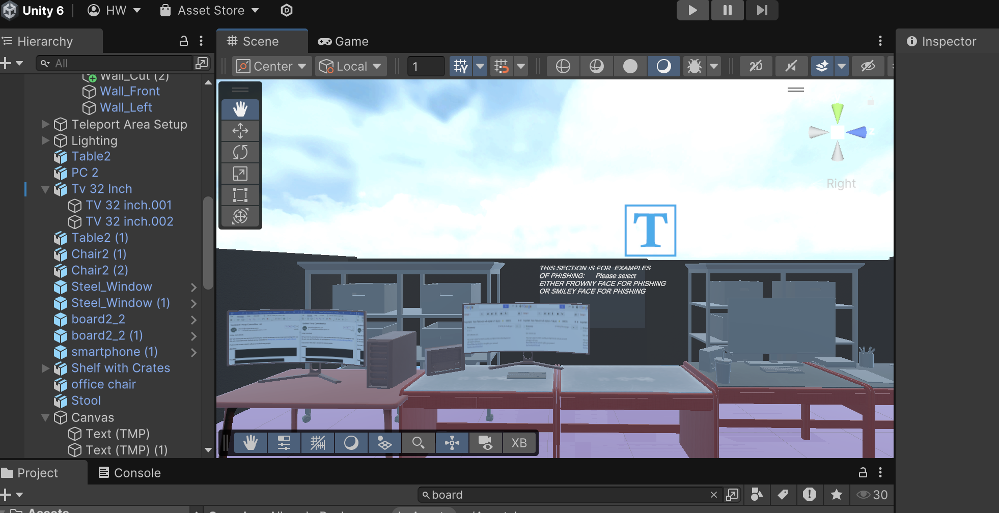 Unity 6
HW
Asset Store
Hierarchy
Scene
Game
Inspector
All
Center
Local
1
2D
Wall_Cut (2)
Wall_Front
Wall_Left
Teleport Area Setup
Lighting
Table2
PC 2
Tv 32 Inch
TV 32 inch.001
TV 32 inch.002
Table2 (1)
Chair2 (1)
Chair2 (2)
Steel_Window
Steel_Window (1)
board2_2
board2_2 (1)
smartphone (1)
Shelf with Crates
office chair
Stool
Canvas
Text (TMP)
Text (TMP) (1)
z
Right
T
THIS SECTION IS FOR EXAMPLES
OF PHISHING: Please select
EITHER FROWNY FACE FOR PHISHING
OR SMILEY FACE FOR PHISHING
XB
Project
Console
board
30
Assets